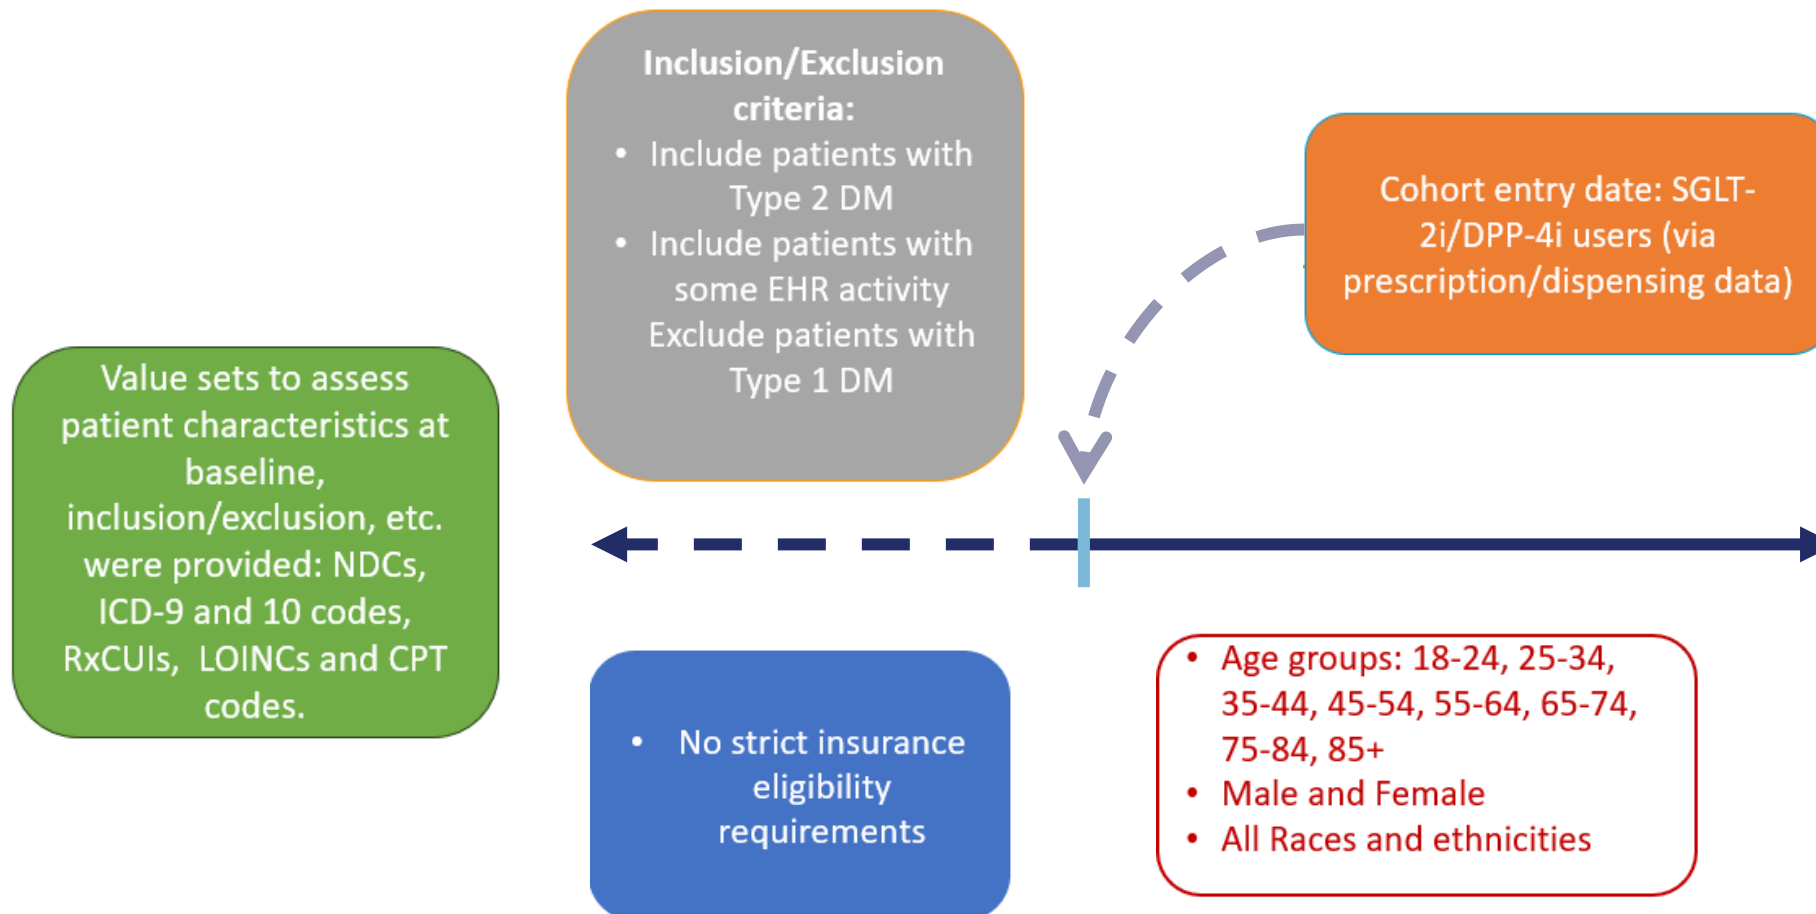 Inclusion/Exclusion
criteria:
• Include patients with
Type 2 DM
• Include patients with
some EHR activity
Exclude patients with
Type 1 DM
Cohort entry date: SGLT-
2i/DPP-4i users (via
prescription/dispensing data)
Value sets to assess
patient characteristics at
baseline,
inclusion/exclusion, etc.
were provided: NDCs,
ICD-9 and 10 codes,
RxCUIs, LOINCs and CPT
codes.
• No strict insurance
eligibility
requirements
• Age groups: 18-24, 25-34,
35-44, 45-54, 55-64, 65-74,
75-84, 85+
• Male and Female
• All Races and ethnicities